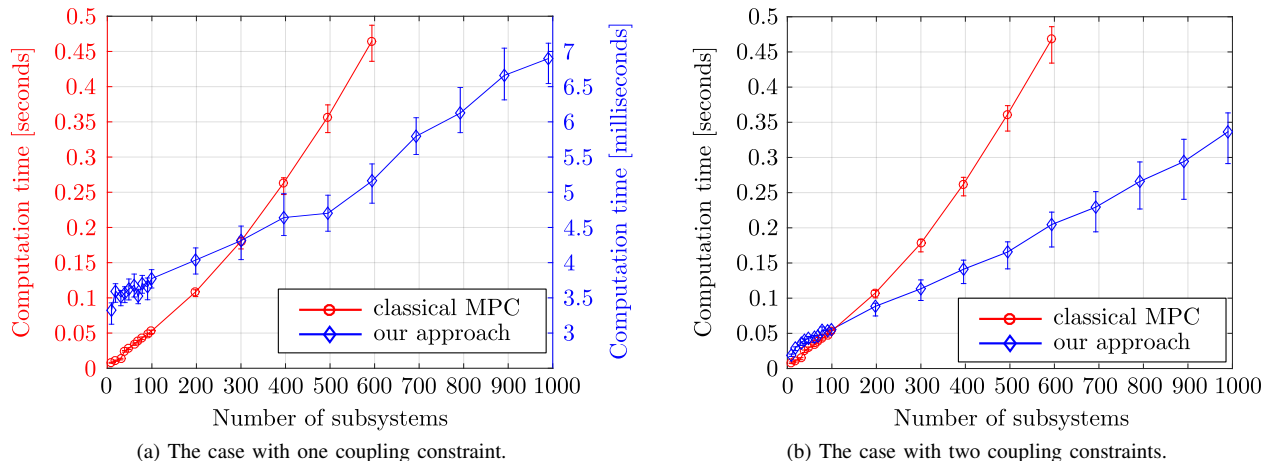 Computation time [seconds]
0.5
0.45
0.4
0.35
0.3
0.25
0.2
0.15
0.1
0.05
0
7
6.5
6
5.5
5
4.5
4
3.5
3
Computation time [milliseconds]
classical MPC
our approach
0 100 200 300 400 500 600 700 800 900 1000
Number of subsystems
(a) The case with one coupling constraint.
Computation time [seconds]
0.5
0.45
0.4
0.35
0.3
0.25
0.2
0.15
0.1
0.05
0
classical MPC
our approach
0 100 200 300 400 500 600 700 800 900 1000
Number of subsystems
(b) The case with two coupling constraints.